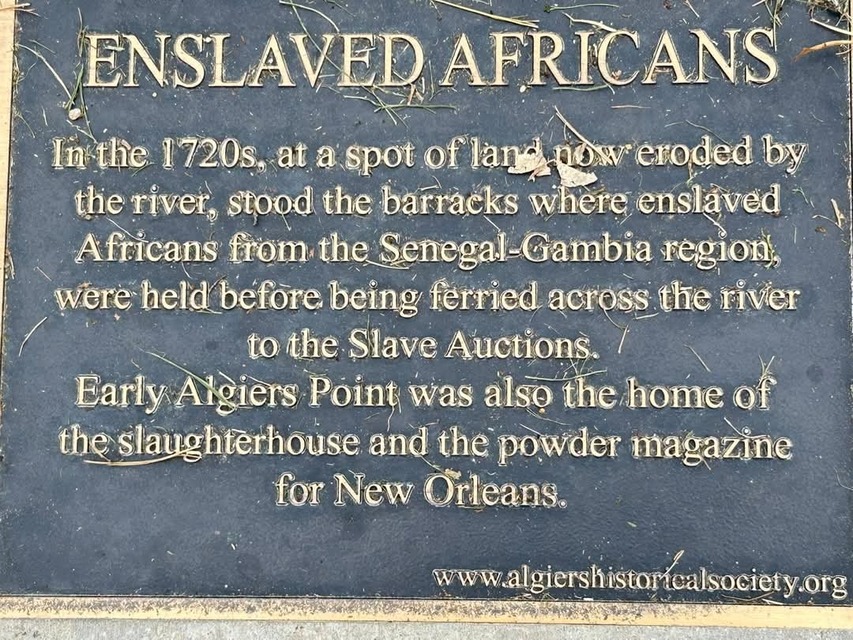 ENSLAVED AFRICANS
In the 1720s, at a spot of land now eroded by
the river, stood the barracks where enslaved
Africans from the Senegal-Gambia region,
were held before being ferried across the river
to the Slave Auctions.
Early Algiers Point was also the home of
the slaughterhouse and the powder magazine
for New Orleans.
www.algiershistoricalsociety.org